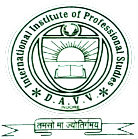 International Institute of Professional Studies
D.A.V.V.
तमसो मा ज्योतिर्गमय